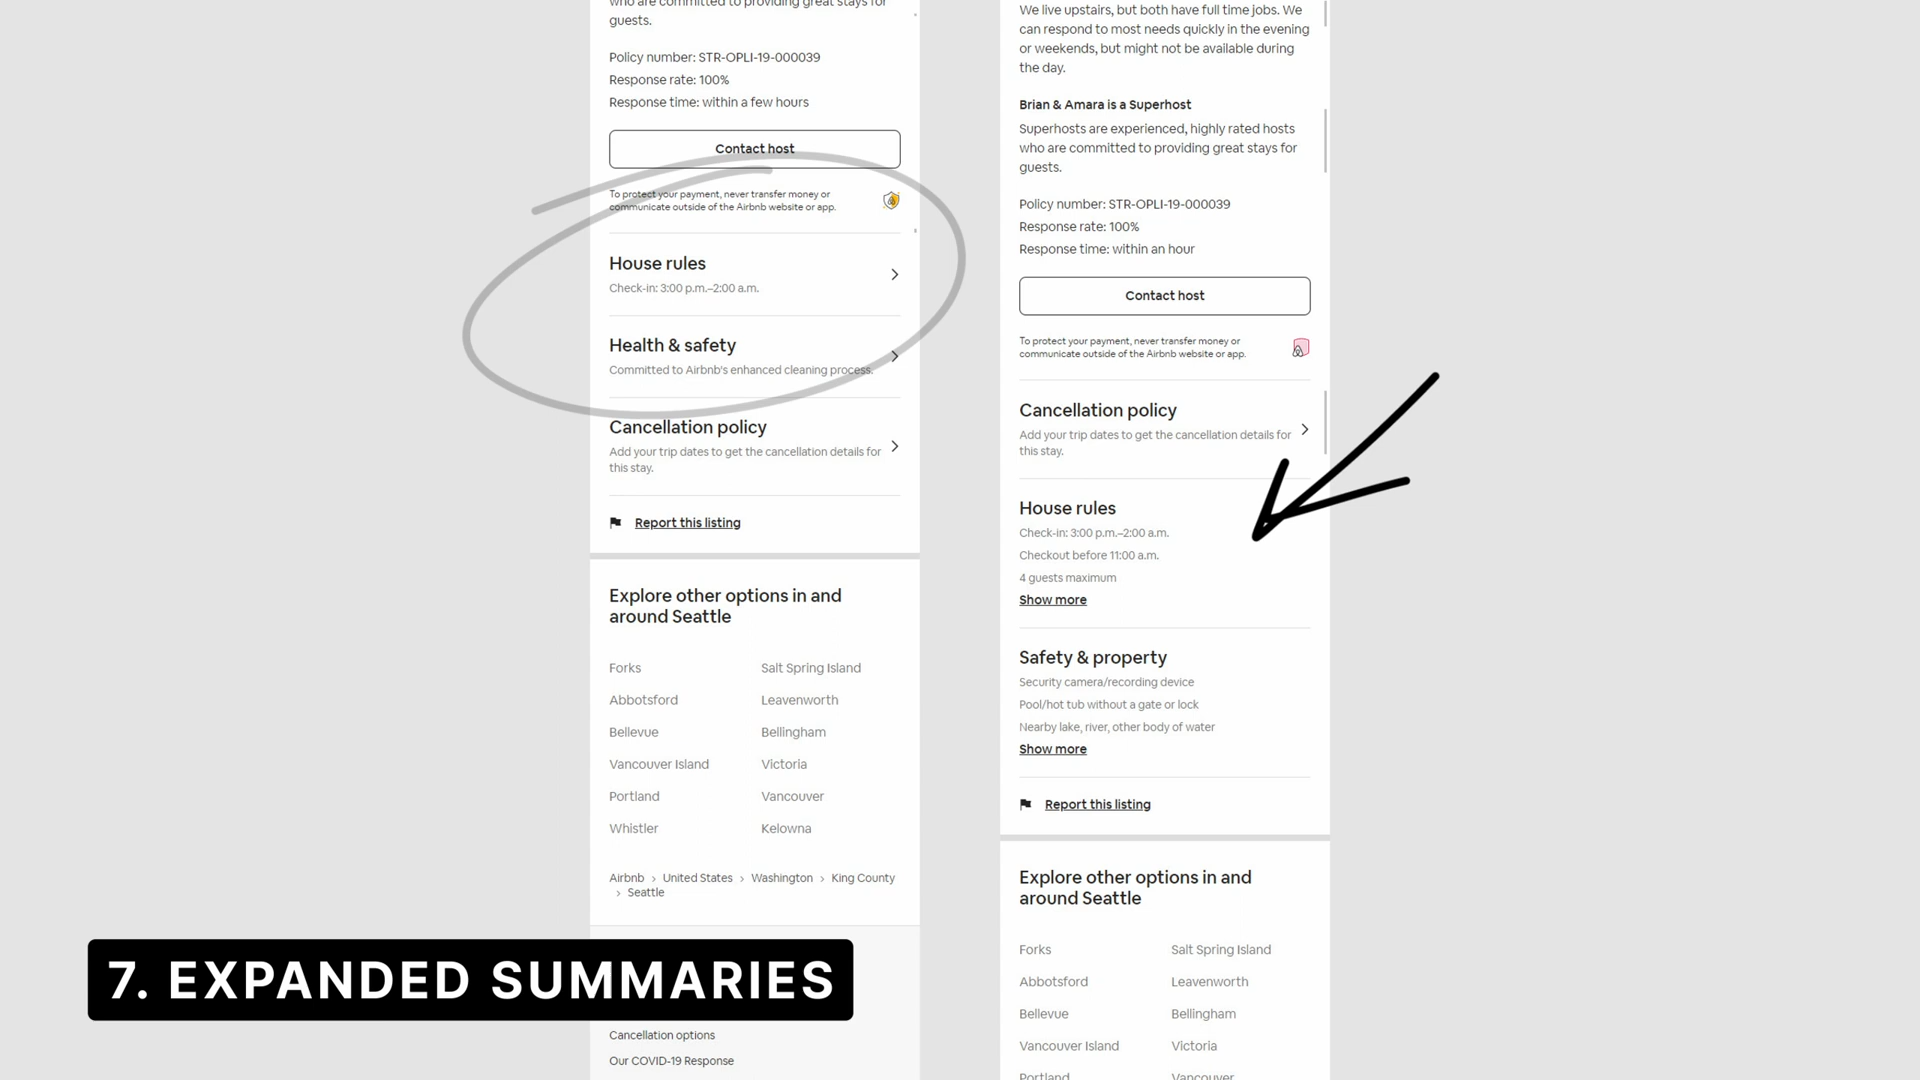 who are committed to providing great stays for
guests.
Policy number: STR-OPLI-19-000039
Response rate: 100%
Response time: within a few hours
Contact host
To protect your payment, never transfer money or
communicate outside of the Airbnb website or app.
House rules
Check-in: 3:00 p.m.–2:00 a.m.
Health & safety
Committed to Airbnb's enhanced cleaning process.
Cancellation policy
Add your trip dates to get the cancellation details for
this stay.
Report this listing
Explore other options in and
around Seattle
Forks Salt Spring Island
Abbotsford Leavenworth
Bellevue Bellingham
Vancouver Island Victoria
Portland Vancouver
Whistler Kelowna
Airbnb › United States › Washington › King County
› Seattle
Cancellation options
Our COVID-19 Response
We live upstairs, but both have full time jobs. We
can respond to most needs quickly in the evening
or weekends, but might not be available during
the day.
Brian & Amara is a Superhost
Superhosts are experienced, highly rated hosts
who are committed to providing great stays for
guests.
Policy number: STR-OPLI-19-000039
Response rate: 100%
Response time: within an hour
Contact host
To protect your payment, never transfer money or
communicate outside of the Airbnb website or app.
Cancellation policy
Add your trip dates to get the cancellation details for
this stay.
House rules
Check-in: 3:00 p.m.–2:00 a.m.
Checkout before 11:00 a.m.
4 guests maximum
Show more
Safety & property
Security camera/recording device
Pool/hot tub without a gate or lock
Nearby lake, river, other body of water
Show more
Report this listing
Explore other options in and
around Seattle
Forks Salt Spring Island
Abbotsford Leavenworth
Bellevue Bellingham
Vancouver Island Victoria
Portland Vancouver
7. EXPANDED SUMMARIES